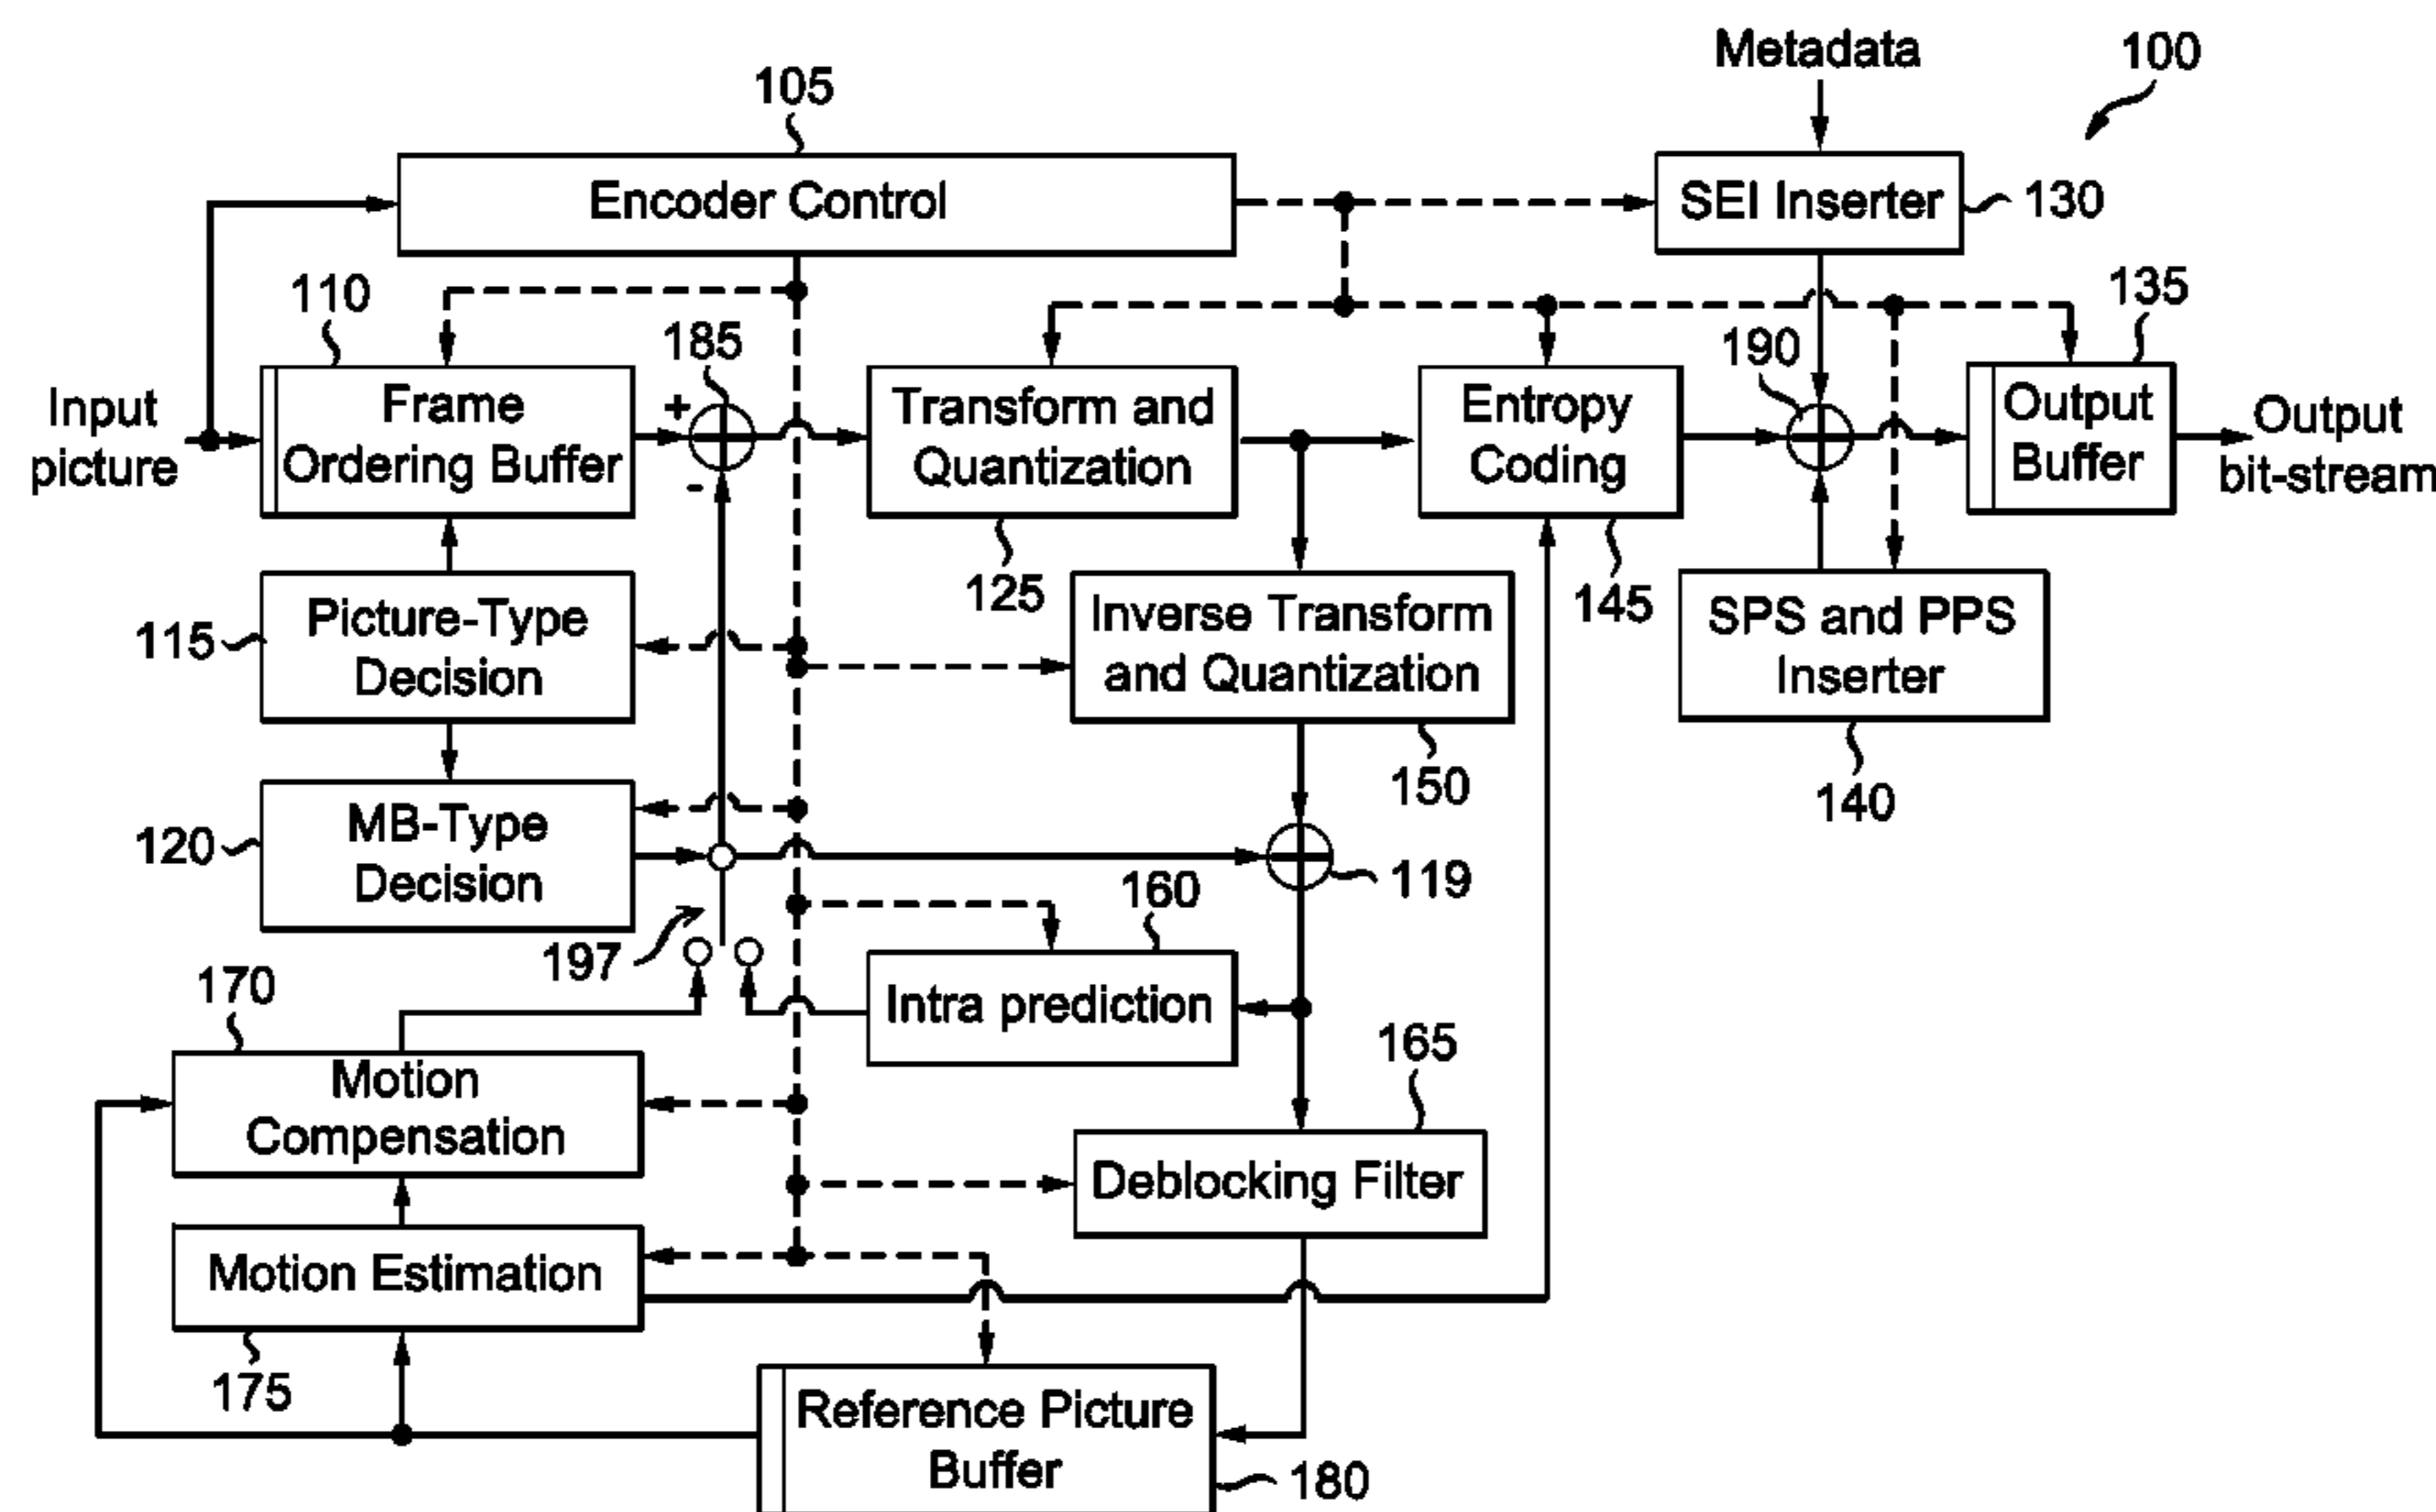 Metadata
100
105
Encoder Control
SEI Inserter
130
110
185
190
135
Input
picture
Frame
Ordering Buffer
+
-
Transform and
Quantization
125
Entropy
Coding
145
Output
Buffer
Output
bit-stream
115
Picture-Type
Decision
Inverse Transform
and Quantization
150
SPS and PPS
Inserter
140
120
MB-Type
Decision
119
197
160
Intra prediction
170
Motion
Compensation
165
Deblocking Filter
Motion Estimation
175
Reference Picture
Buffer
180